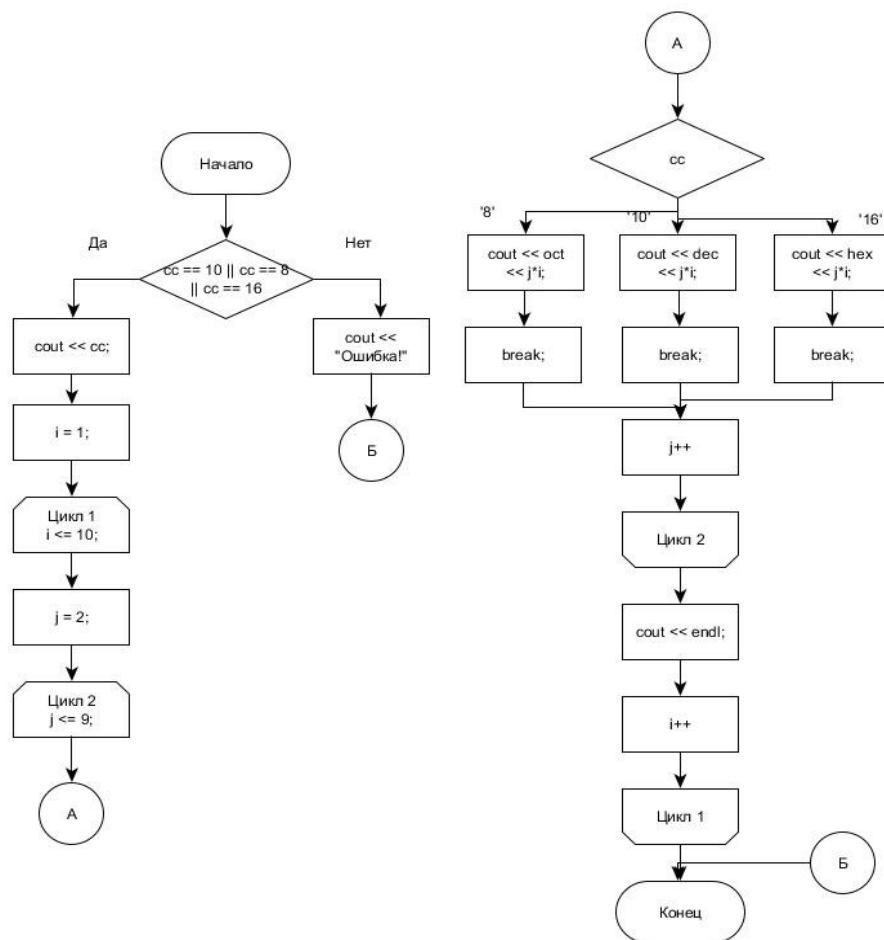 Начало
Да
Нет
cc == 10 || cc == 8
|| cc == 16
cout << cc;
cout <<
"Ошибка!"
i = 1;
Б
Цикл 1
i <= 10;
j = 2;
Цикл 2
j <= 9;
А
А
cc
'8'
'10'
'16'
cout << oct
<< j*i;
cout << dec
<< j*i;
cout << hex
<< j*i;
break;
break;
break;
j++
Цикл 2
cout << endl;
i++
Цикл 1
Б
Конец